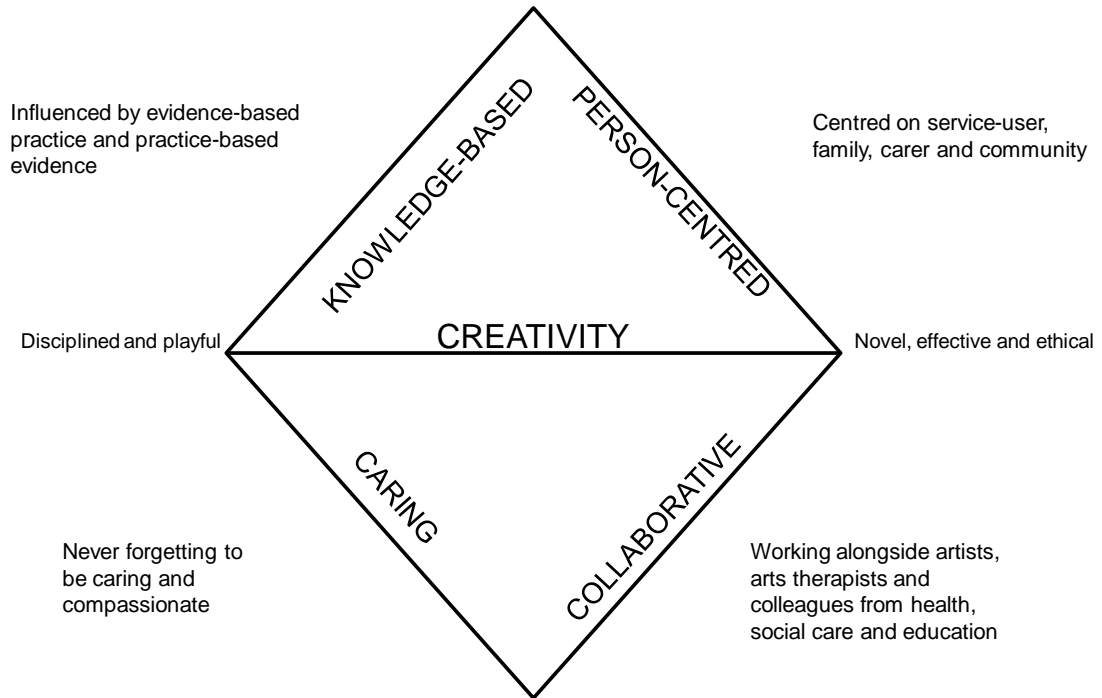 Influenced by evidence-based
practice and practice-based
evidence
KNOWLEDGE-BASED
PERSON-CENTRED
Centred on service-user,
family, carer and community
Disciplined and playful
CREATIVITY
Novel, effective and ethical
CARING
COLLABORATIVE
Never forgetting to
be caring and
compassionate
Working alongside artists,
arts therapists and
colleagues from health,
social care and education